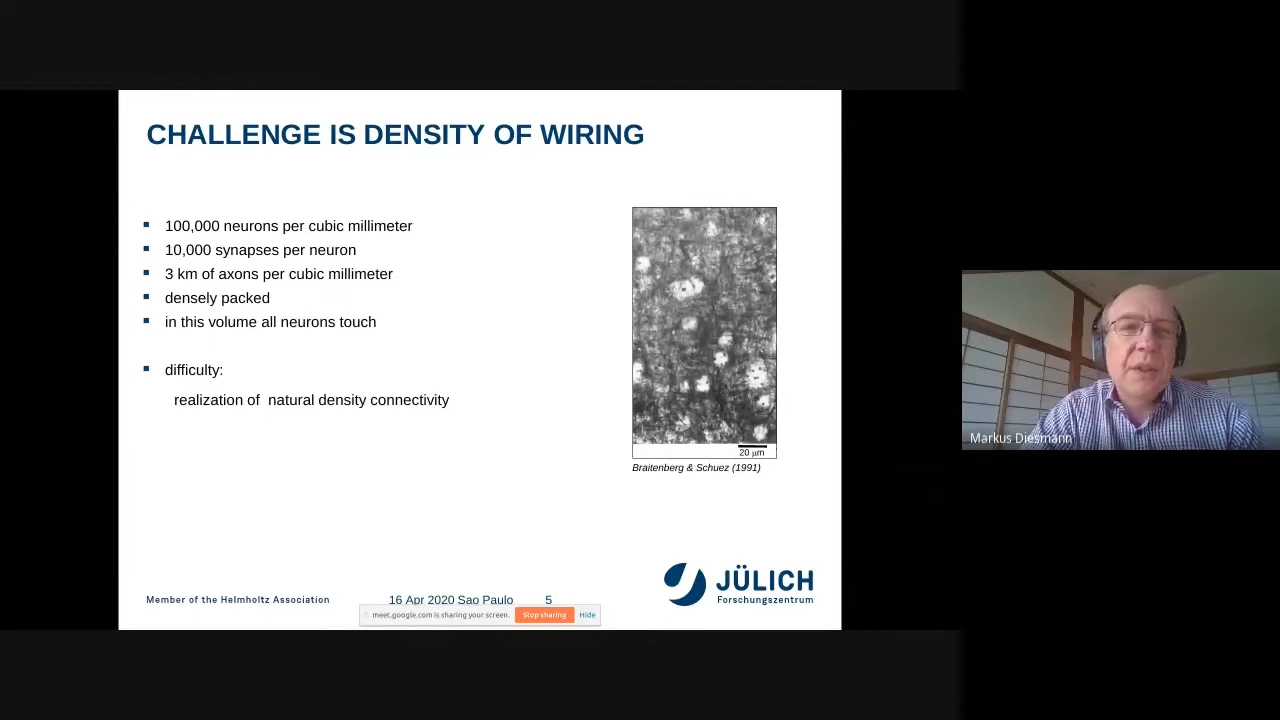 CHALLENGE IS DENSITY OF WIRING
100,000 neurons per cubic millimeter
10,000 synapses per neuron
3 km of axons per cubic millimeter
densely packed
in this volume all neurons touch
difficulty:
realization of natural density connectivity
20 µm
Braitenberg & Schuez (1991)
Markus Diesmann
JÜLICH
Forschungszentrum
Member of the Helmholtz Association
16 Apr 2020 Sao Paulo 5
meet.google.com is sharing your screen. Stop sharing Hide